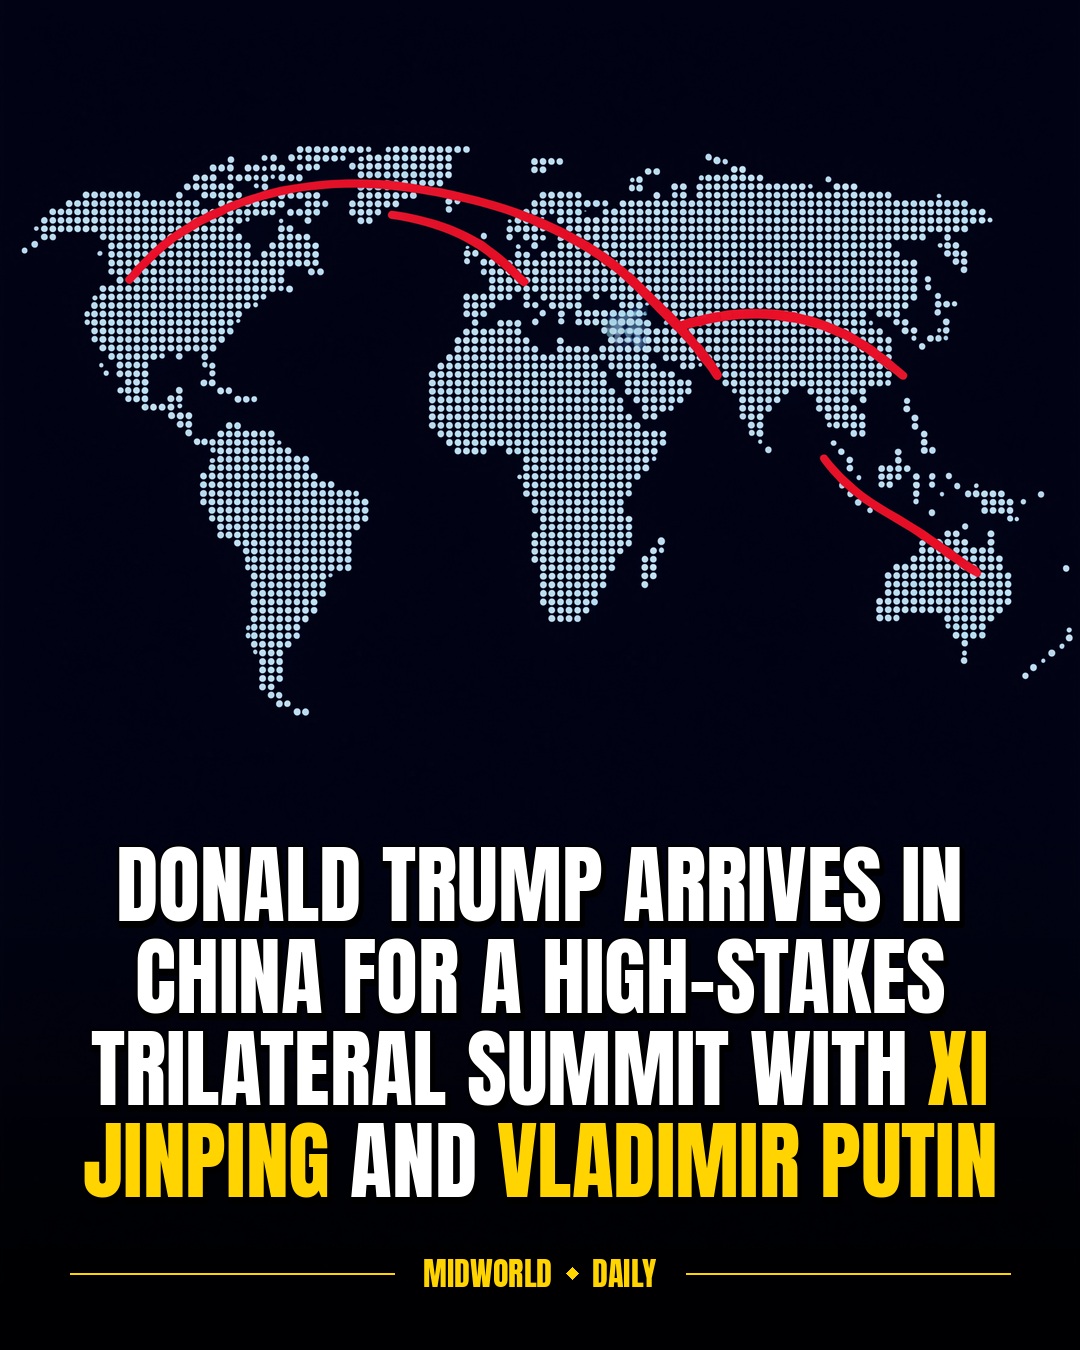 DONALD TRUMP ARRIVES IN
CHINA FOR A HIGH-STAKES
TRILATERAL SUMMIT WITH XI
JINPING AND VLADIMIR PUTIN
MIDWORLD ◆ DAILY